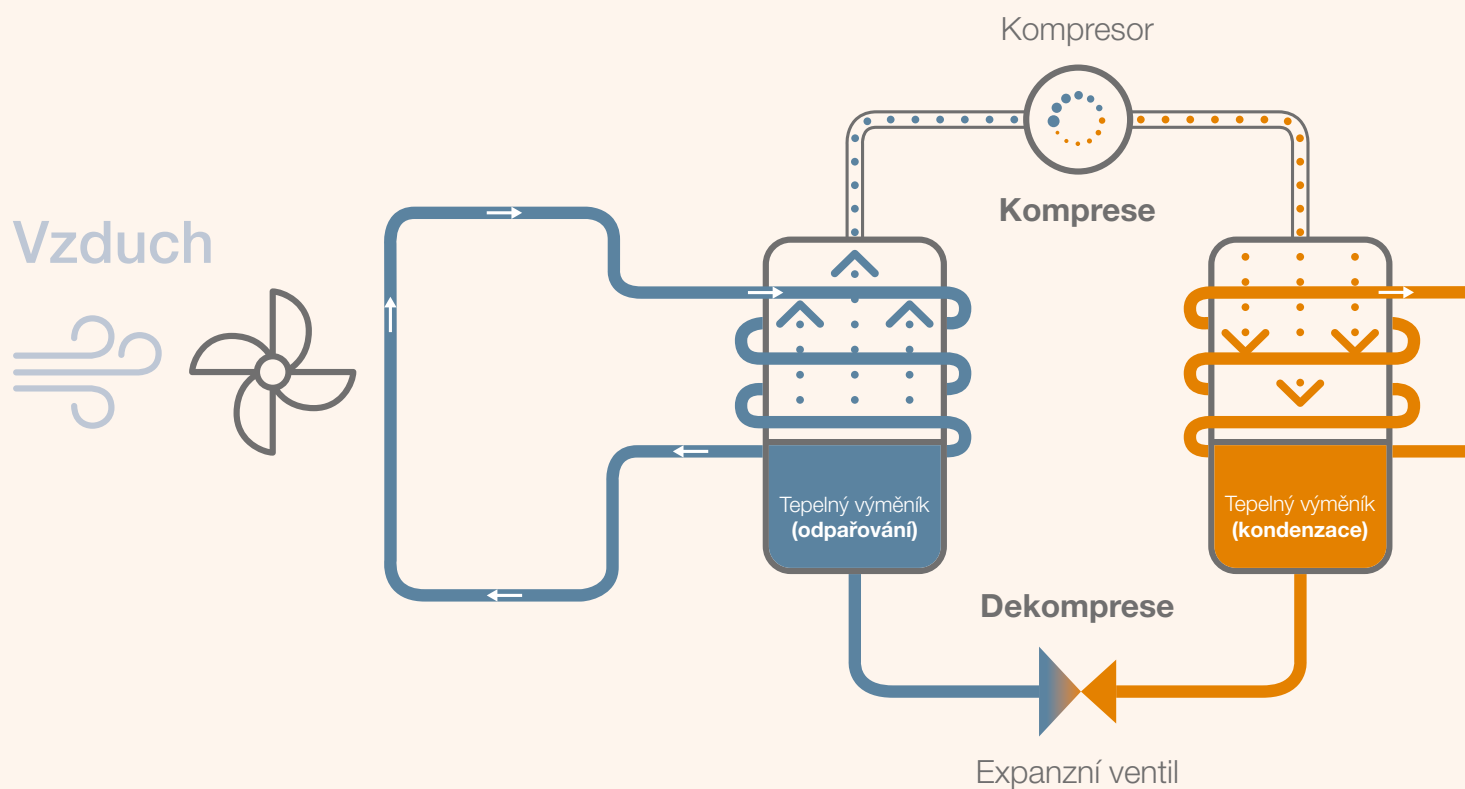 Kompresor
Komprese
Vzduch
Tepelný výměník
(odpařování)
Tepelný výměník
(kondenzace)
Dekomprese
Expanzní ventil